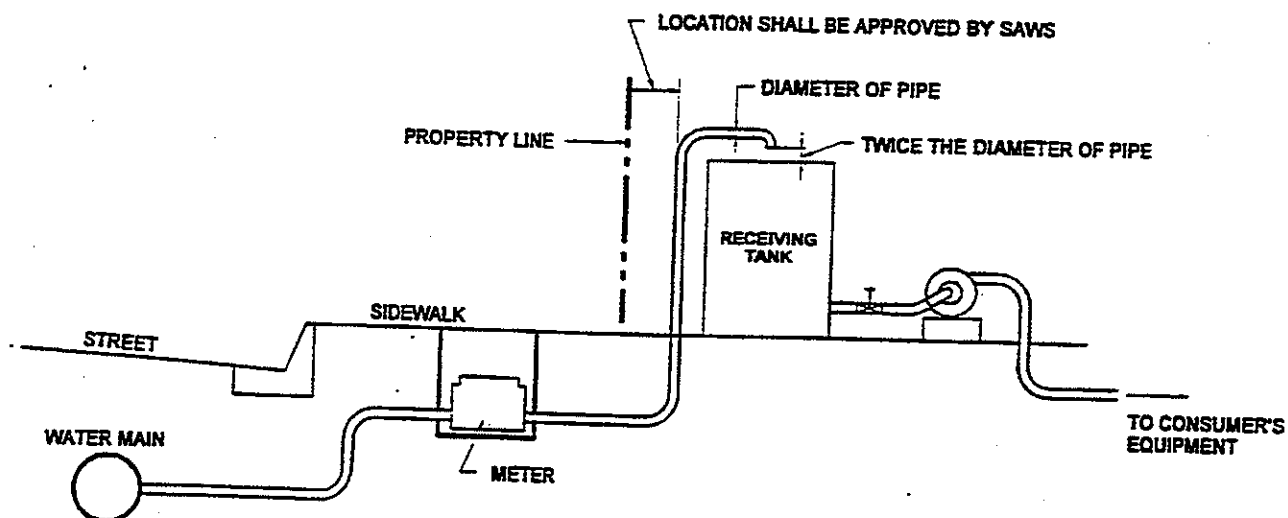 LOCATION SHALL BE APPROVED BY SAWS
DIAMETER OF PIPE
PROPERTY LINE
TWICE THE DIAMETER OF PIPE
RECEIVING
TANK
SIDEWALK
STREET
WATER MAIN
METER
TO CONSUMER'S
EQUIPMENT